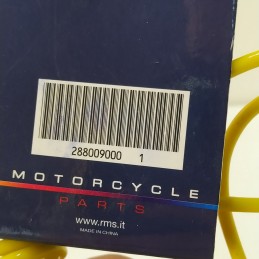 288009000 1
MOTORCYCLE
PARTS
www.rms.it
MADE IN CHINA